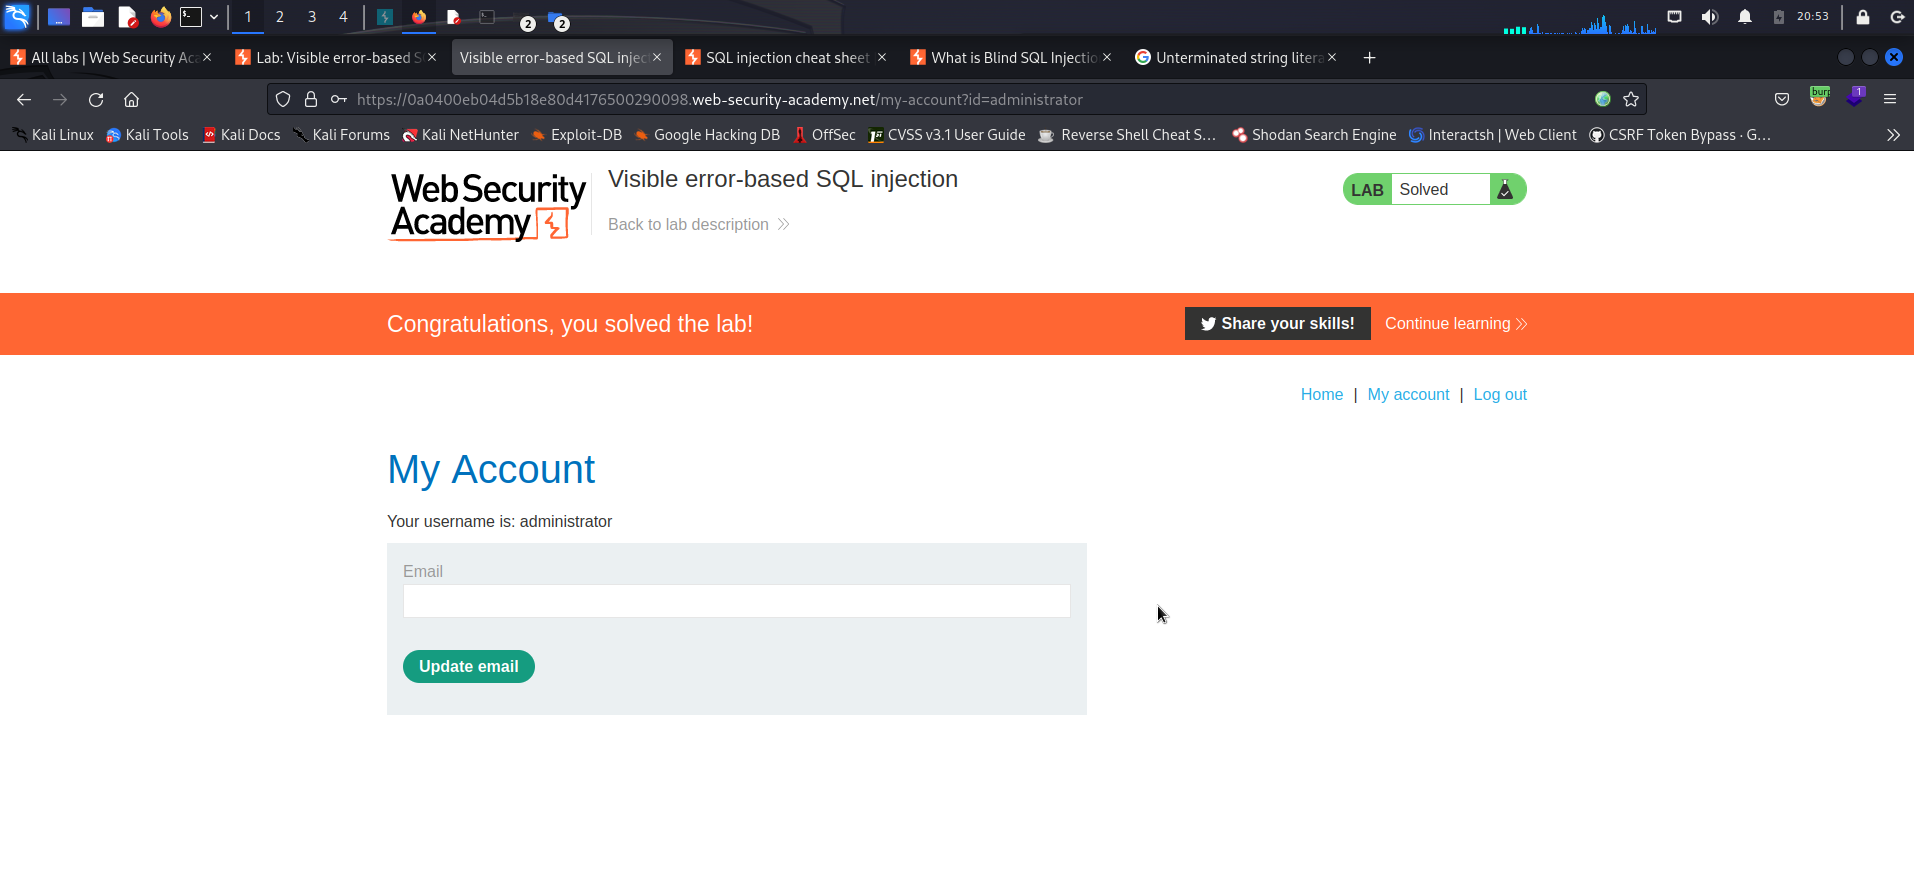 1 2 3 4 2 2 20:53
All labs | Web Security Aca Lab: Visible error-based S Visible error-based SQL injec SQL injection cheat sheet What is Blind SQL Injectio Unterminated string litera
https://0a0400eb04d5b18e80d4176500290098.web-security-academy.net/my-account?id=administrator burp 1
Kali Linux Kali Tools Kali Docs Kali Forums Kali NetHunter Exploit-DB Google Hacking DB OffSec CVSS v3.1 User Guide Reverse Shell Cheat S… Shodan Search Engine Interactsh | Web Client CSRF Token Bypass · G…
Web Security
Academy
Visible error-based SQL injection
LAB Solved
Back to lab description
Congratulations, you solved the lab! Share your skills! Continue learning
Home | My account | Log out
My Account
Your username is: administrator
Email
Update email